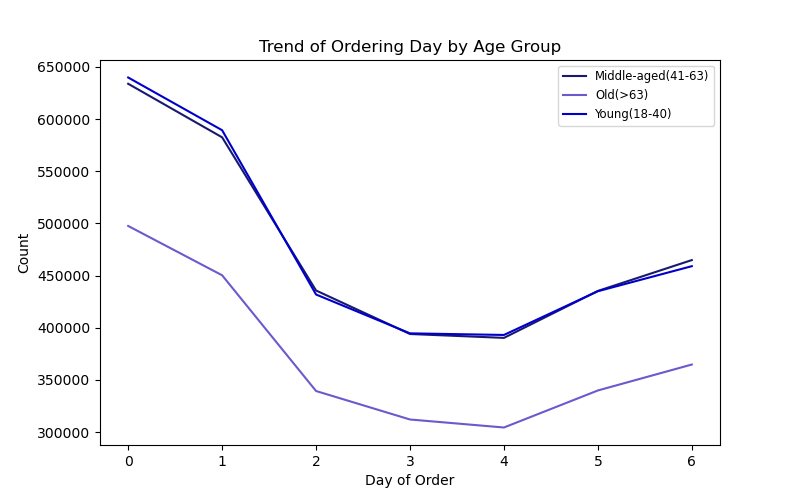 Trend of Ordering Day by Age Group
Middle-aged(41-63)
Old(>63)
Young(18-40)
650000
600000
550000
500000
450000
400000
350000
300000
Count
0 1 2 3 4 5 6
Day of Order